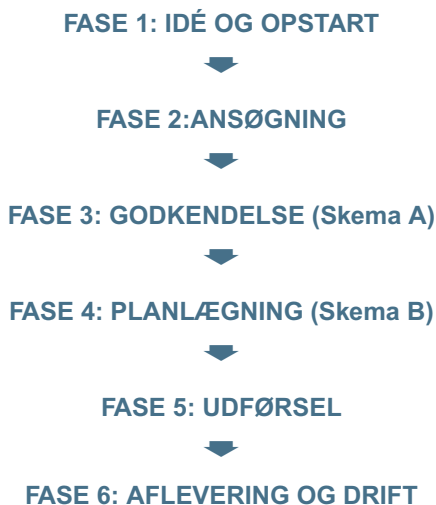 FASE 1: IDÉ OG OPSTART
FASE 2:ANSØGNING
FASE 3: GODKENDELSE (Skema A)
FASE 4: PLANLÆGNING (Skema B)
FASE 5: UDFØRSEL
FASE 6: AFLEVERING OG DRIFT